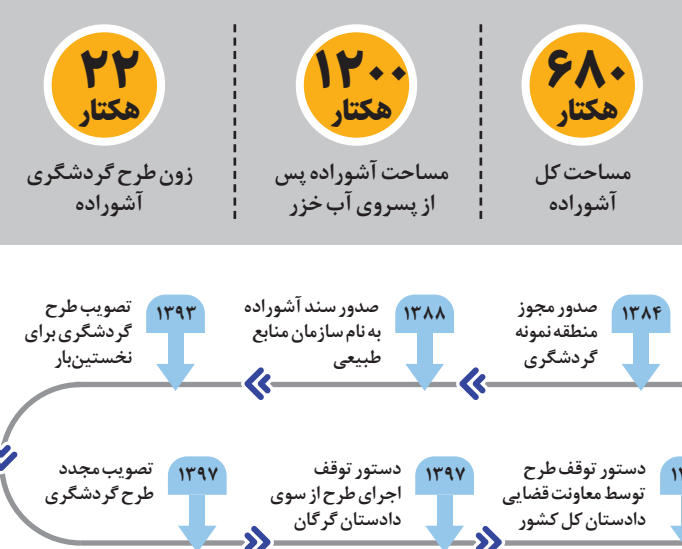 ۶۸۰
هکتار
مساحت کل
آشوراده
۱۲۰۰
هکتار
مساحت آشوراده پس
از پسروی آب خزر
۲۲
هکتار
زون طرح گردشگری
آشوراده
۱۳۸۴
صدور مجوز
منطقه نمونه
گردشگری
۱۳۸۸
صدور سند آشوراده
به نام سازمان منابع
طبیعی
۱۳۹۳
تصویب طرح
گردشگری برای
نخستین‌بار
۱۳۹۷
تصویب مجدد
طرح گردشگری
۱۳۹۷
دستور توقف
اجرای طرح از سوی
دادستان گرگان
دستور توقف طرح
توسط معاونت قضایی
دادستان کل کشور